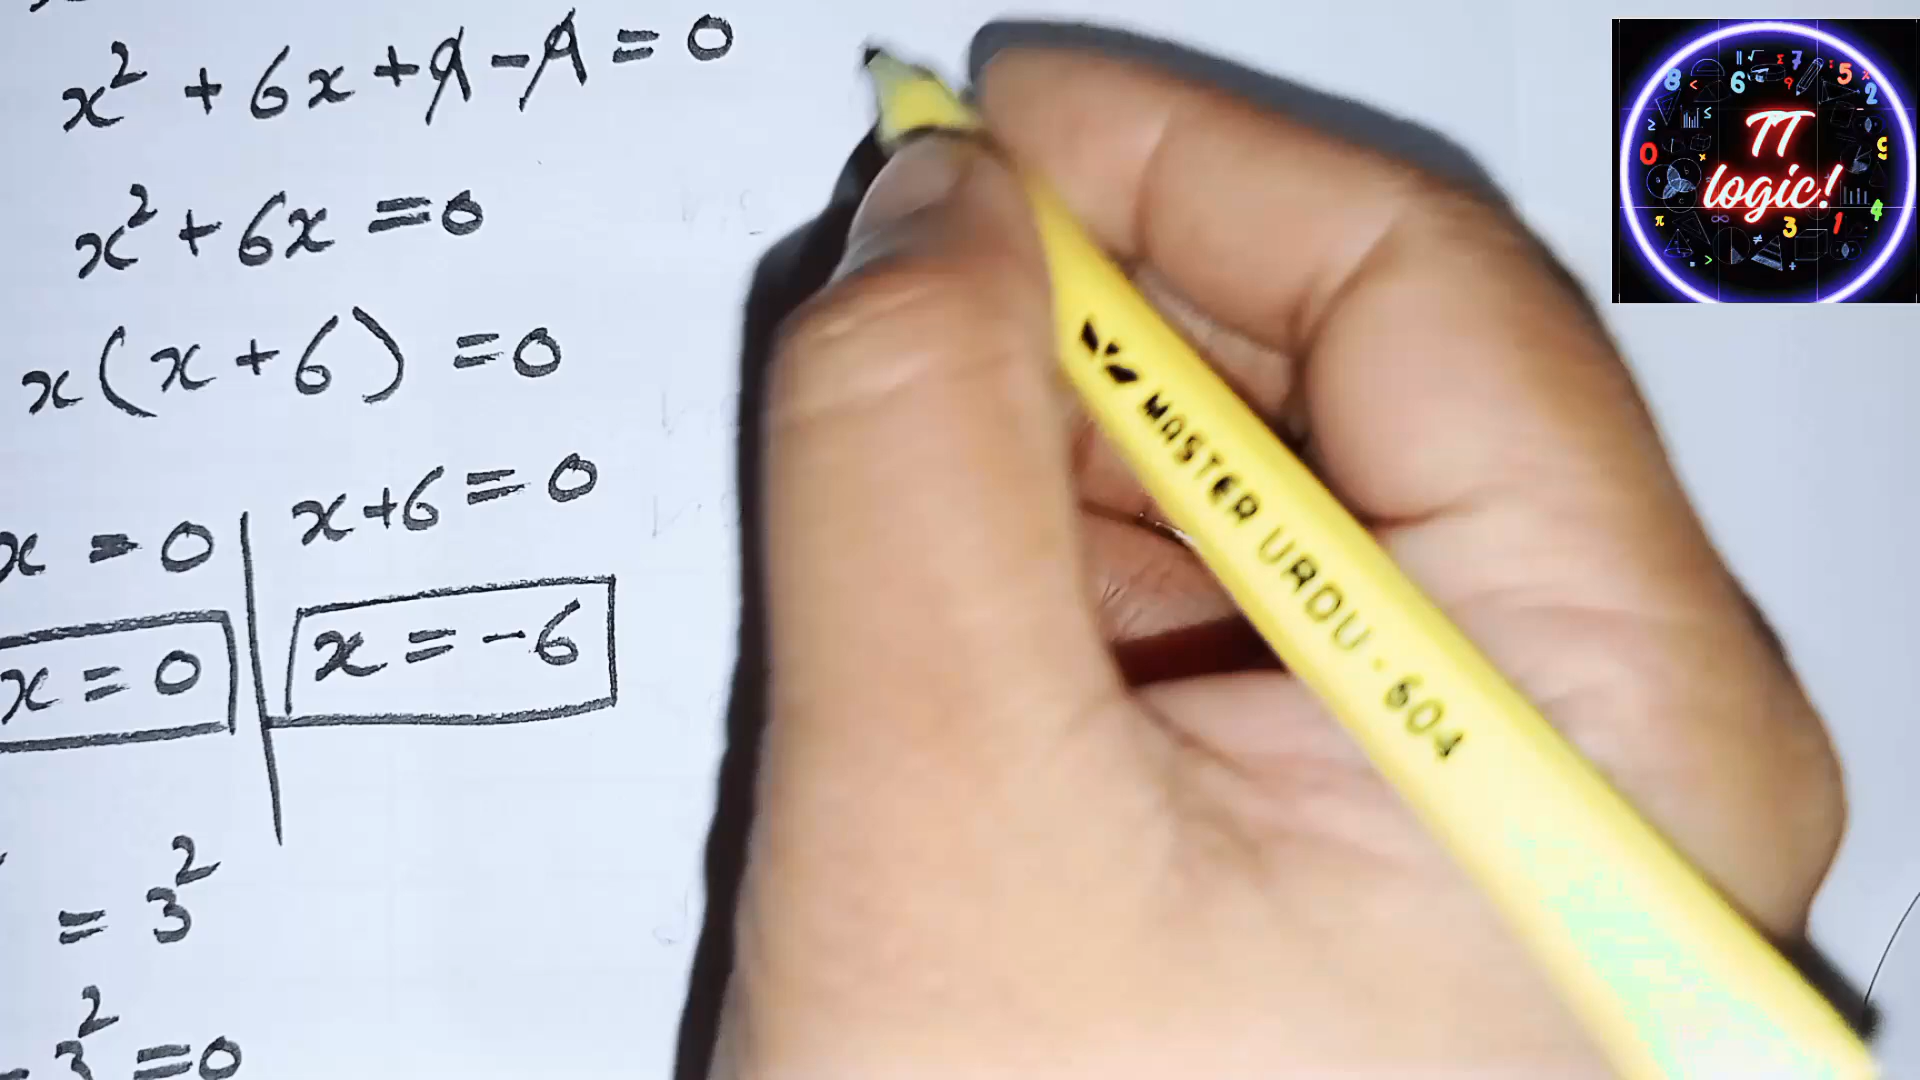 x² + 6x + 9 - 9 = 0
x² + 6x = 0
x(x + 6) = 0
x = 0 | x + 6 = 0
x = 0 | x = -6
= 3²
- 3² = 0
MASTER URDU - 604
TT
logic!